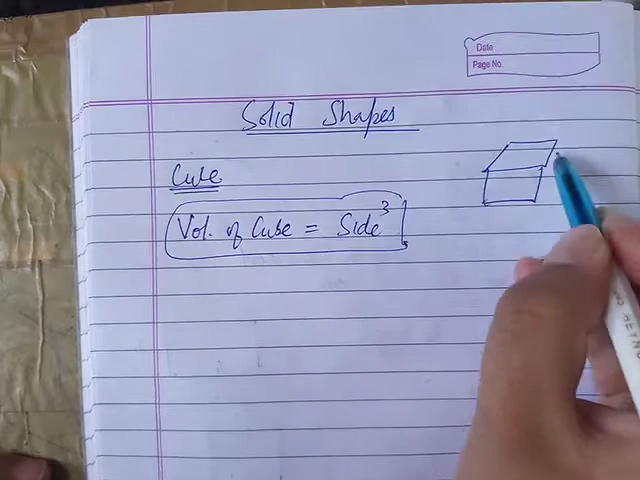 Date
Page No.
Solid Shapes
Cube
Vol. of Cube = Side³